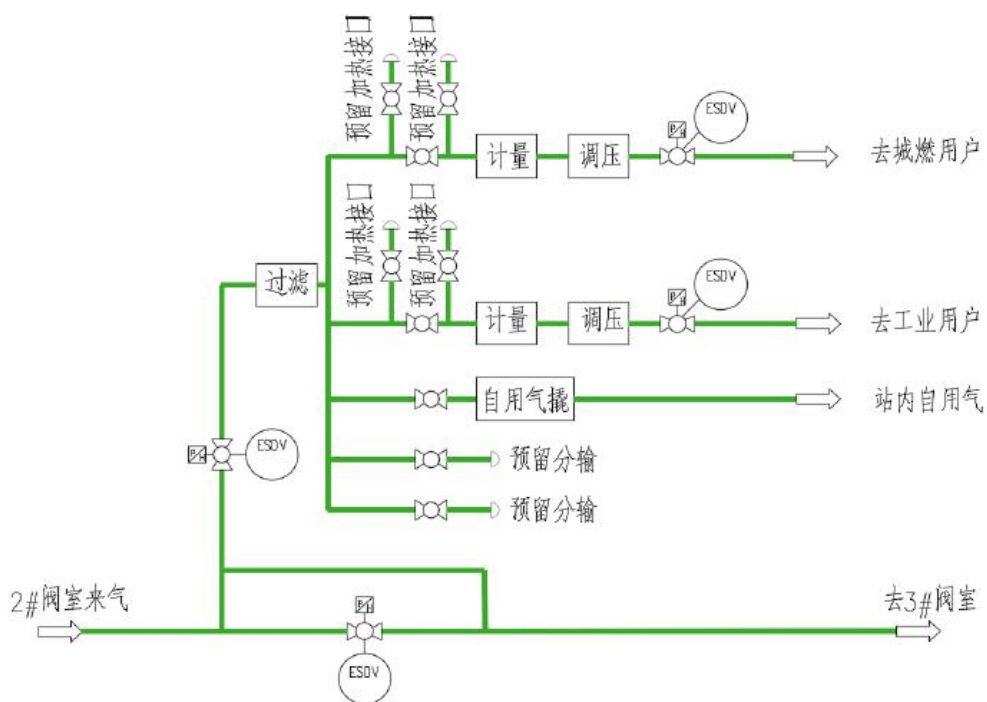 预留加热接口
预留加热接口
ESDV
计量
调压
去城燃用户
预留加热接口
预留加热接口
ESDV
过滤
计量
调压
去工业用户
自用气撬
站内自用气
ESDV
预留分输
预留分输
2#阀室来气
去3#阀室
ESDV